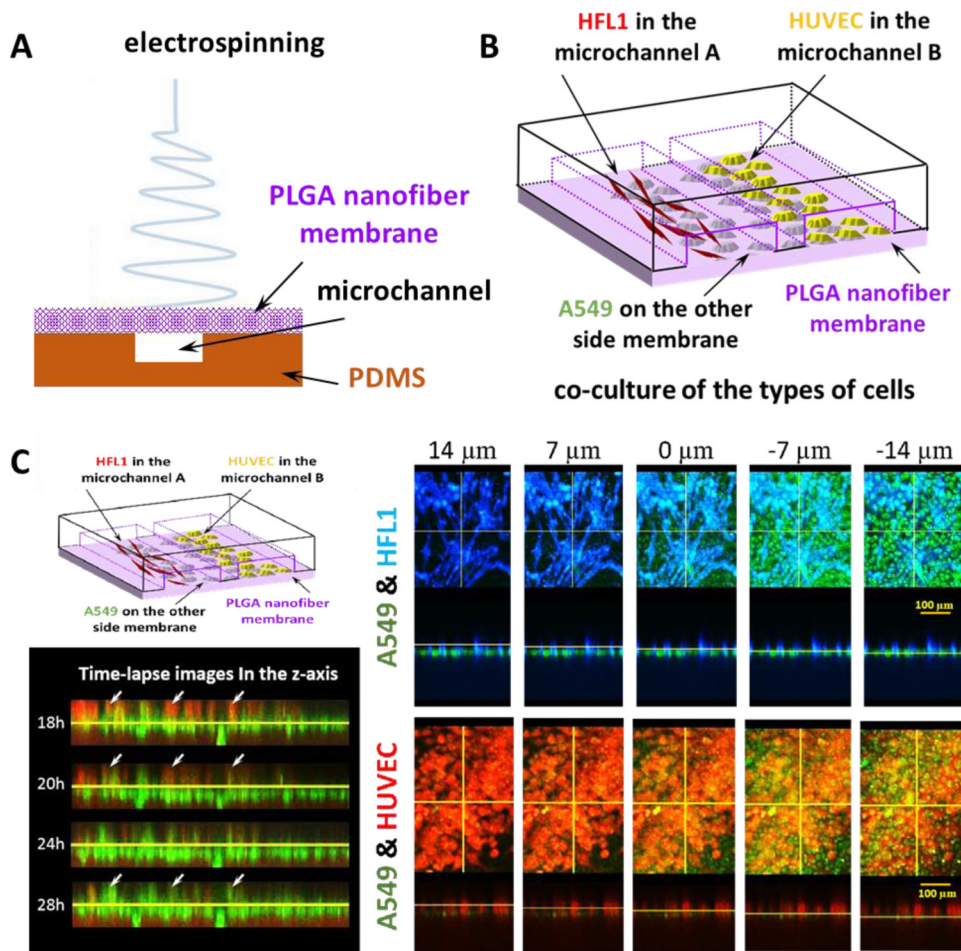 A
electrospinning
PLGA nanofiber
membrane
microchannel
PDMS
B
HFL1 in the
microchannel A
HUVEC in the
microchannel B
A549 on the other
side membrane
PLGA nanofiber
membrane
co-culture of the types of cells
C
HFL1 in the
microchannel A
HUVEC in the
microchannel B
A549 on the other
side membrane
PLGA nanofiber
membrane
Time-lapse images In the z-axis
18h
20h
24h
28h
14 μm
7 μm
0 μm
-7 μm
-14 μm
A549 & HFL1
100 μm
A549 & HUVEC
100 μm